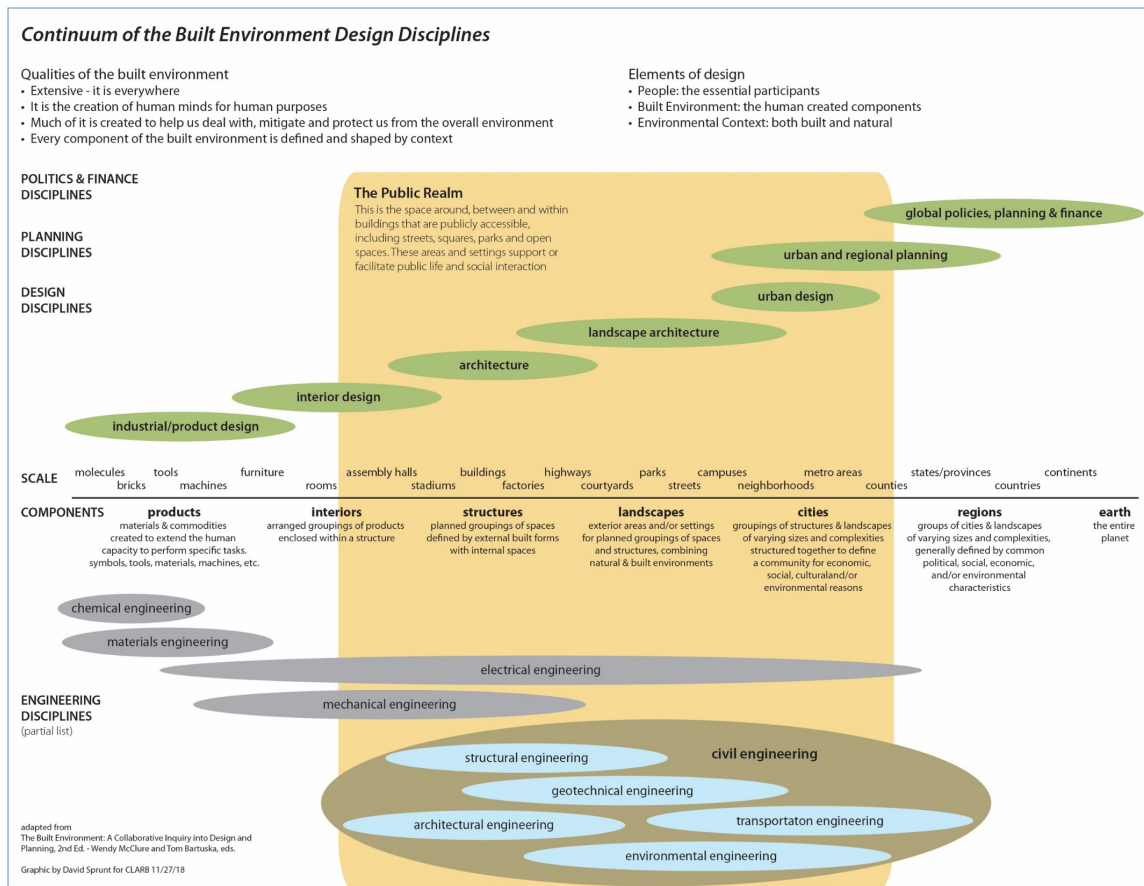 Continuum of the Built Environment Design Disciplines
Qualities of the built environment
• Extensive - it is everywhere
• It is the creation of human minds for human purposes
• Much of it is created to help us deal with, mitigate and protect us from the overall environment
• Every component of the built environment is defined and shaped by context
Elements of design
• People: the essential participants
• Built Environment: the human created components
• Environmental Context: both built and natural
POLITICS & FINANCE
DISCIPLINES
PLANNING
DISCIPLINES
DESIGN
DISCIPLINES
The Public Realm
This is the space around, between and within
buildings that are publicly accessible,
including streets, squares, parks and open
spaces. These areas and settings support or
facilitate public life and social interaction
global policies, planning & finance
urban and regional planning
urban design
landscape architecture
architecture
interior design
industrial/product design
SCALE
molecules tools furniture assembly halls buildings highways parks campuses metro areas states/provinces continents
bricks machines rooms stadiums factories courtyards streets neighborhoods counties countries
COMPONENTS
products
materials & commodities
created to extend the human
capacity to perform specific tasks.
symbols, tools, materials, machines, etc.
interiors
arranged groupings of products
enclosed within a structure
structures
planned groupings of spaces
defined by external built forms
with internal spaces
landscapes
exterior areas and/or settings
for planned groupings of spaces
and structures, combining
natural & built environments
cities
groupings of structures & landscapes
of varying sizes and complexities
structured together to define
a community for economic,
social, culturaland/or
environmental reasons
regions
groups of cities & landscapes
of varying sizes and complexities,
generally defined by common
political, social, economic,
and/or environmental
characteristics
earth
the entire
planet
chemical engineering
materials engineering
electrical engineering
mechanical engineering
ENGINEERING
DISCIPLINES
(partial list)
civil engineering
structural engineering
geotechnical engineering
architectural engineering
transportaton engineering
environmental engineering
adapted from
The Built Environment: A Collaborative Inquiry into Design and
Planning, 2nd Ed. - Wendy McClure and Tom Bartuska, eds.
Graphic by David Sprunt for CLARB 11/27/18